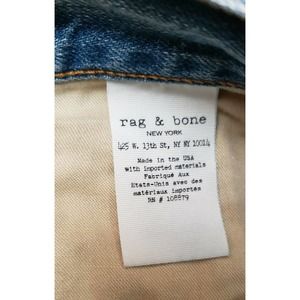 rag & bone
NEW YORK
425 W. 13th St, NY NY 10014
Made in the USA
with imported materials
Fabriqué Aux
Etats-Unis avec des
matériaux importés
RN # 108879